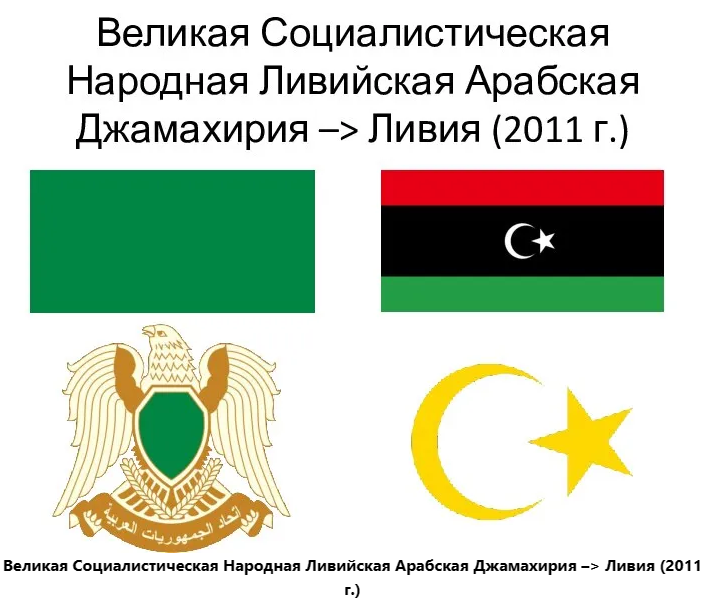 Великая Социалистическая
Народная Ливийская Арабская
Джамахирия –> Ливия (2011 г.)
اتحاد الجمهوريات العربية
Великая Социалистическая Народная Ливийская Арабская Джамахирия –> Ливия (2011
г.)